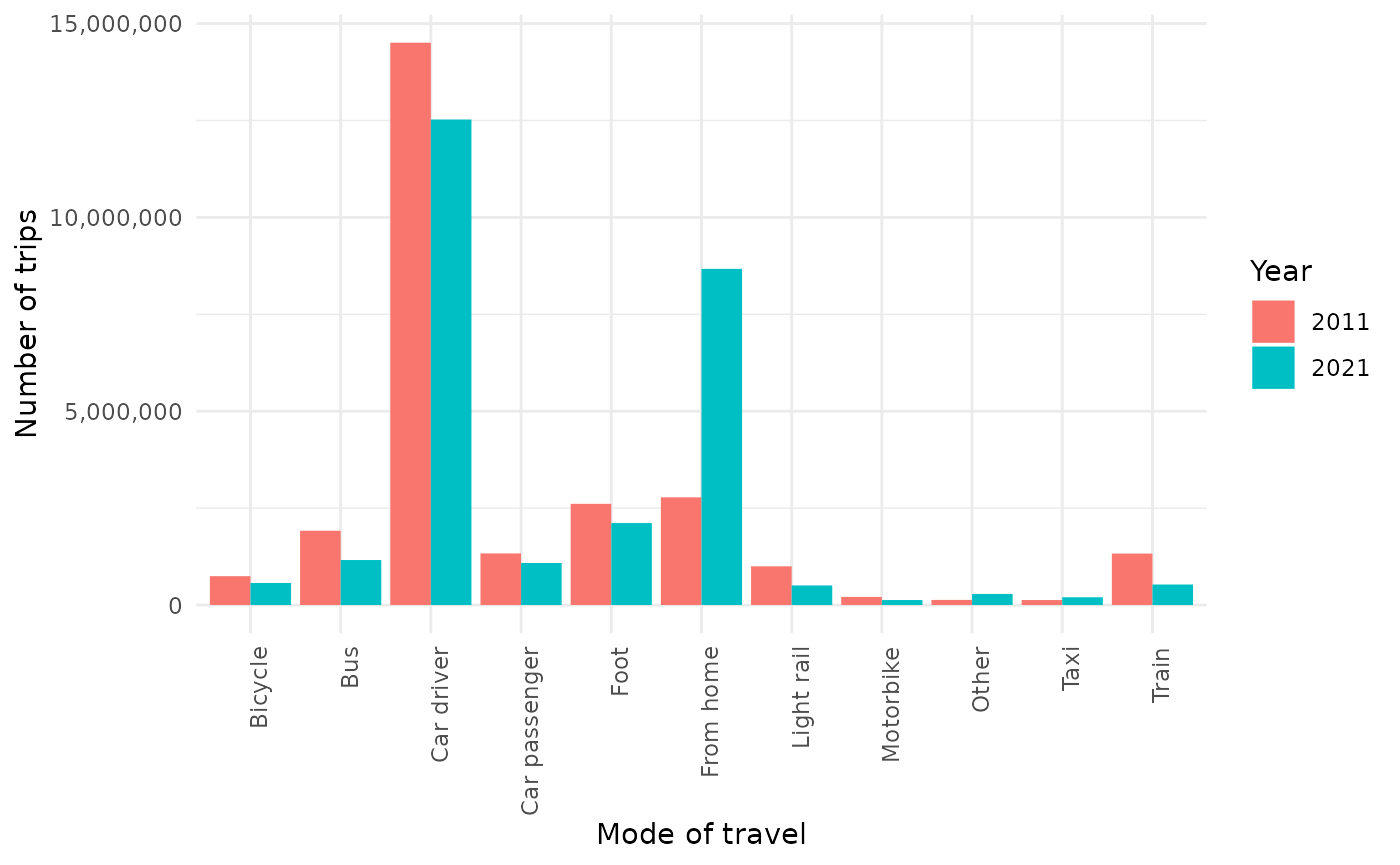 15,000,000
10,000,000
5,000,000
0
Number of trips
Bicycle
Bus
Car driver
Car passenger
Foot
From home
Light rail
Motorbike
Other
Taxi
Train
Mode of travel
Year
2011
2021